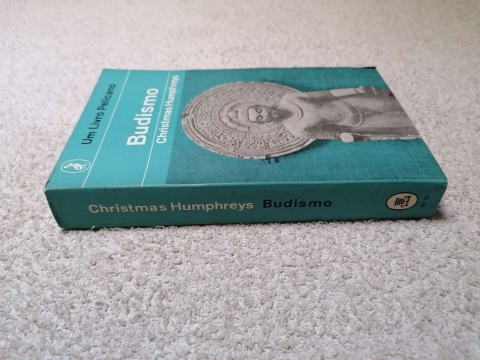 Um Livro Pelicano
Budismo
Christmas Humphreys
Christmas Humphreys Budismo